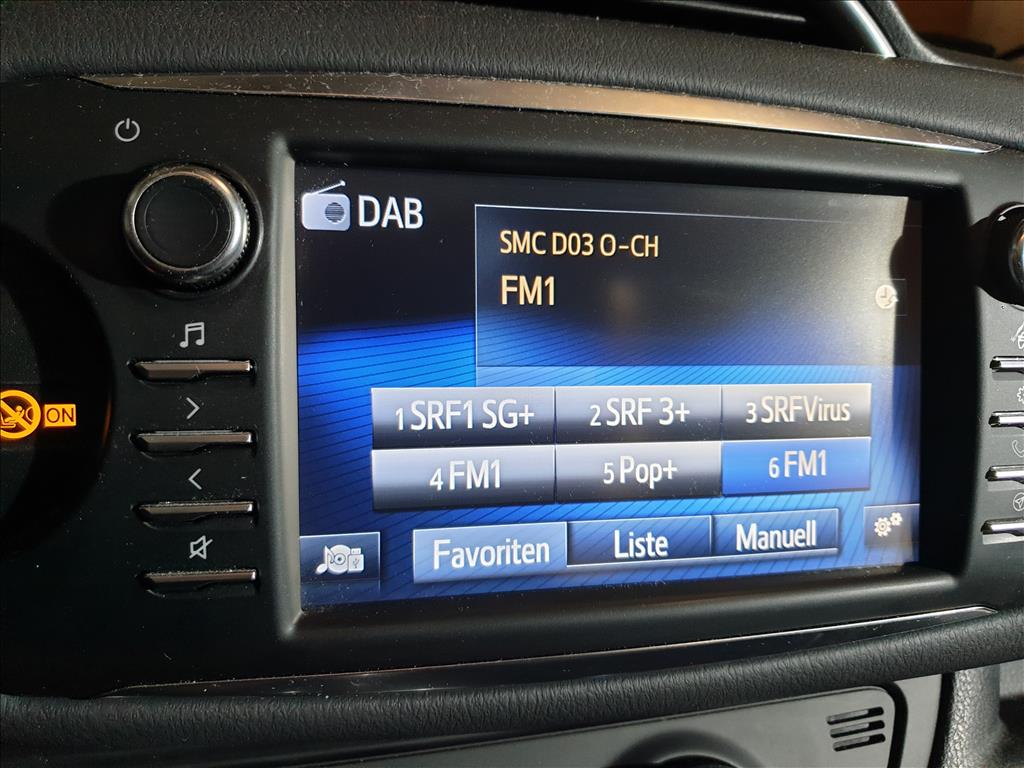 DAB
SMC D03 O-CH
FM1
1 SRF1 SG+ 2 SRF 3+ 3 SRFVirus
4 FM1 5 Pop+ 6 FM1
ON
Favoriten Liste Manuell